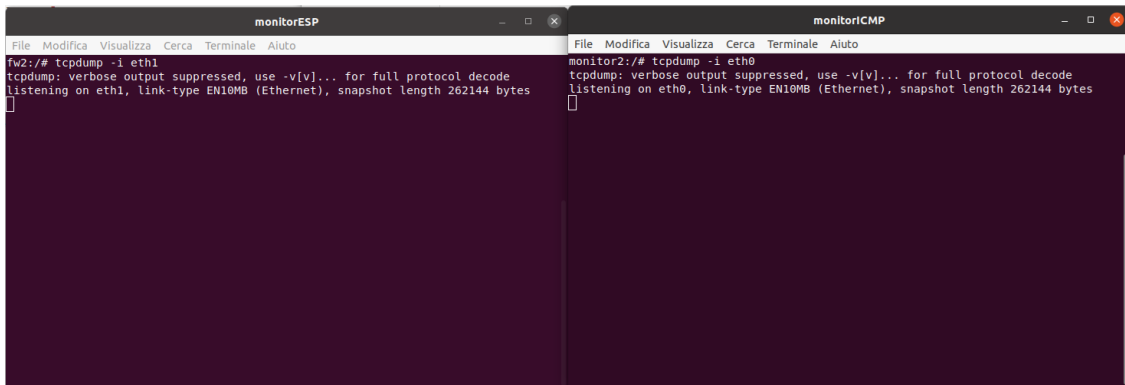 monitorESP
File Modifica Visualizza Cerca Terminale Aiuto
fw2:/# tcpdump -i eth1
tcpdump: verbose output suppressed, use -v[v]... for full protocol decode
listening on eth1, link-type EN10MB (Ethernet), snapshot length 262144 bytes
monitorICMP
File Modifica Visualizza Cerca Terminale Aiuto
monitor2:/# tcpdump -i eth0
tcpdump: verbose output suppressed, use -v[v]... for full protocol decode
listening on eth0, link-type EN10MB (Ethernet), snapshot length 262144 bytes